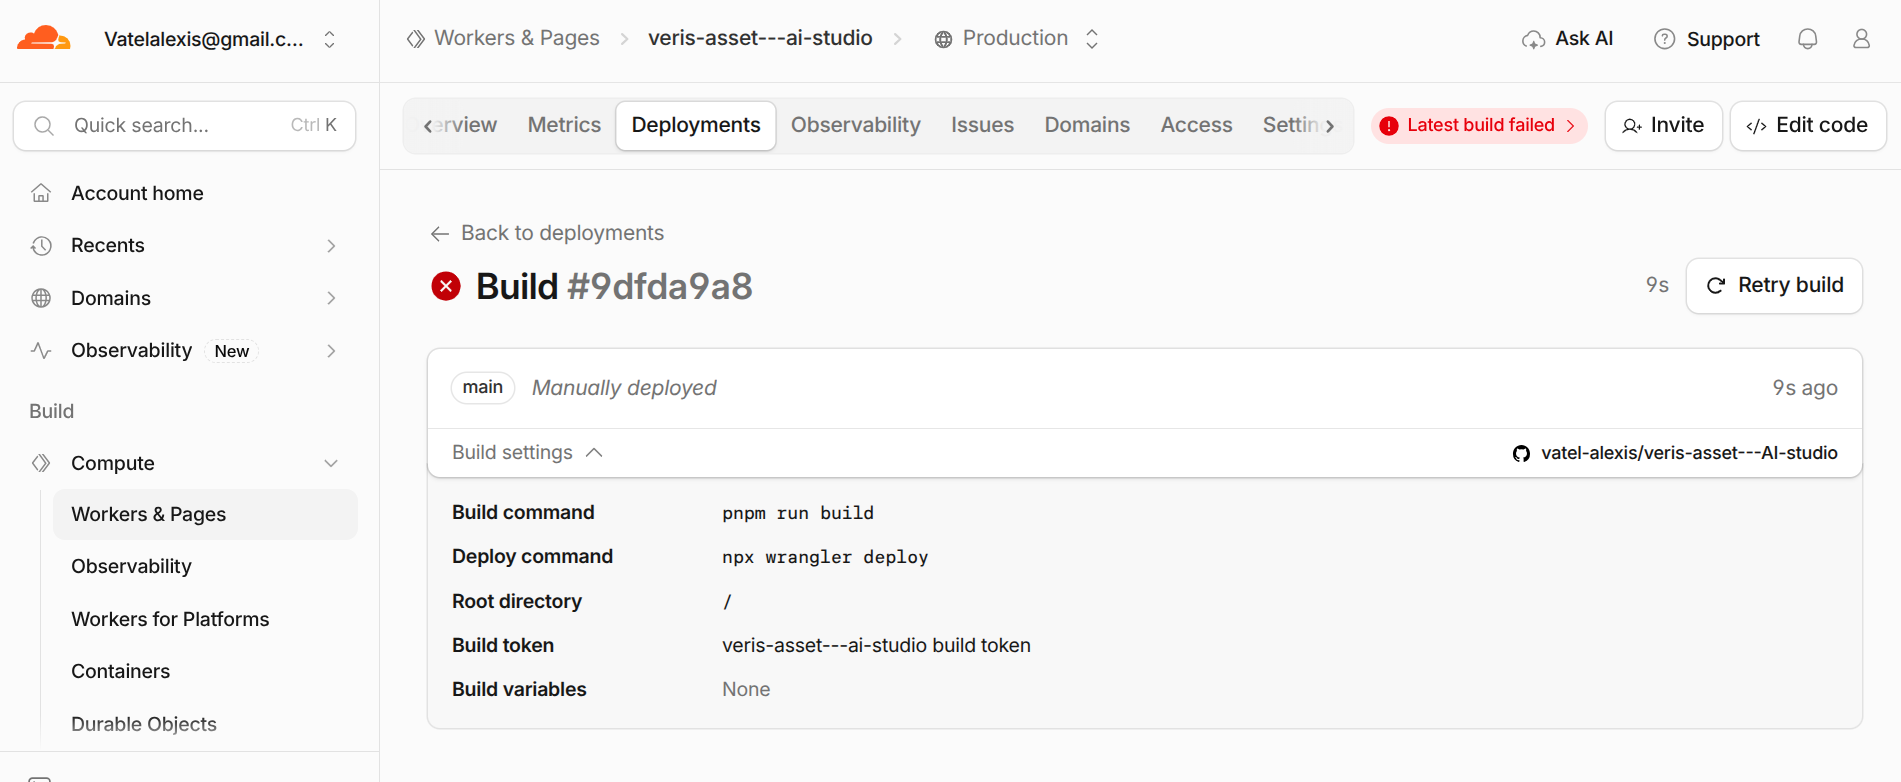 Vatelalexis@gmail.c...
Workers & Pages
veris-asset---ai-studio
Production
Ask AI
Support
Quick search...
Ctrl K
erview
Metrics
Deployments
Observability
Issues
Domains
Access
Settin
Latest build failed
Invite
</> Edit code
Account home
Recents
Domains
Observability New
Build
Compute
Workers & Pages
Observability
Workers for Platforms
Containers
Durable Objects
Back to deployments
Build #9dfda9a8
9s
Retry build
main Manually deployed
9s ago
Build settings
vatel-alexis/veris-asset---AI-studio
Build command pnpm run build
Deploy command npx wrangler deploy
Root directory /
Build token veris-asset---ai-studio build token
Build variables None